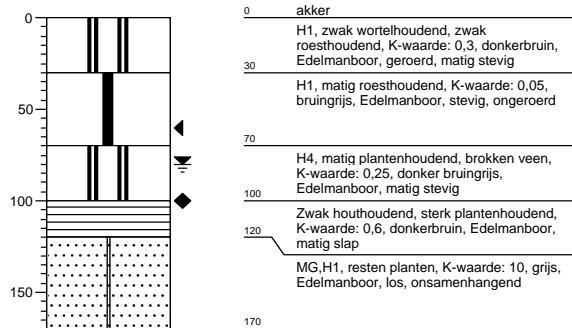 0
50
100
150
0 akker
H1, zwak wortelhoudend, zwak
roesthoudend, K-waarde: 0,3, donkerbruin,
Edelmanboor, geroerd, matig stevig
30
H1, matig roesthoudend, K-waarde: 0,05,
bruingrijs, Edelmanboor, stevig, ongeroerd
70
H4, matig plantenhoudend, brokken veen,
K-waarde: 0,25, donker bruingrijs,
Edelmanboor, matig stevig
100
Zwak houthoudend, sterk plantenhoudend,
K-waarde: 0,6, donkerbruin, Edelmanboor,
matig slap
120
MG,H1, resten planten, K-waarde: 10, grijs,
Edelmanboor, los, onsamenhangend
170